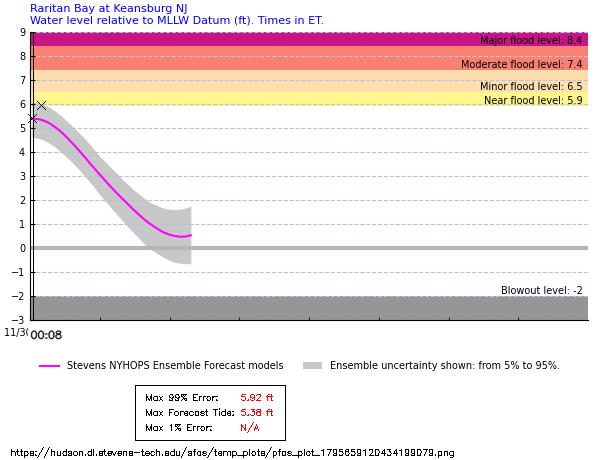 Raritan Bay at Keansburg NJ
Water level relative to MLLW Datum (ft). Times in ET.
9
Major flood level: 8.4
8
Moderate flood level: 7.4
7
Minor flood level: 6.5
6
Near flood level: 5.9
5
4
3
2
1
0
−1
Blowout level: -2
−2
−3
11/3 00:08
Stevens NYHOPS Ensemble Forecast models
Ensemble uncertainty shown: from 5% to 95%.
Max 99% Error: 5.92 ft
Max Forecast Tide: 5.38 ft
Max 1% Error: N/A
https://hudson.dl.stevens-tech.edu/sfas/temp_plots/pfas_plot_1795659120434199079.png